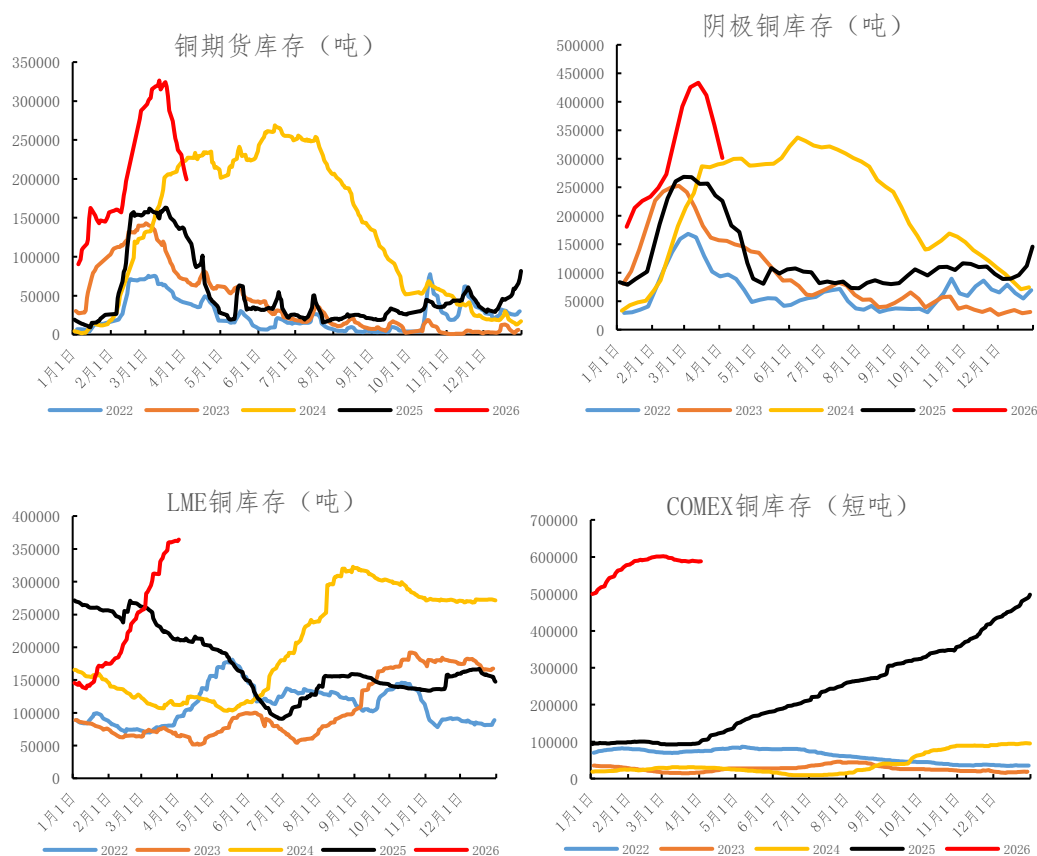 铜期货库存（吨）
350000
300000
250000
200000
150000
100000
50000
0
1月1日
2月1日
3月1日
4月1日
5月1日
6月1日
7月1日
8月1日
9月1日
10月1日
11月1日
12月1日
2022 2023 2024 2025 2026
阴极铜库存（吨）
500000
450000
400000
350000
300000
250000
200000
150000
100000
50000
0
1月1日
2月1日
3月1日
4月1日
5月1日
6月1日
7月1日
8月1日
9月1日
10月1日
11月1日
12月1日
2022 2023 2024 2025 2026
LME铜库存（吨）
400000
350000
300000
250000
200000
150000
100000
50000
0
1月1日
2月1日
3月1日
4月1日
5月1日
6月1日
7月1日
8月1日
9月1日
10月1日
11月1日
12月1日
2022 2023 2024 2025 2026
COMEX铜库存（短吨）
700000
600000
500000
400000
300000
200000
100000
0
1月1日
2月1日
3月1日
4月1日
5月1日
6月1日
7月1日
8月1日
9月1日
10月1日
11月1日
12月1日
2022 2023 2024 2025 2026